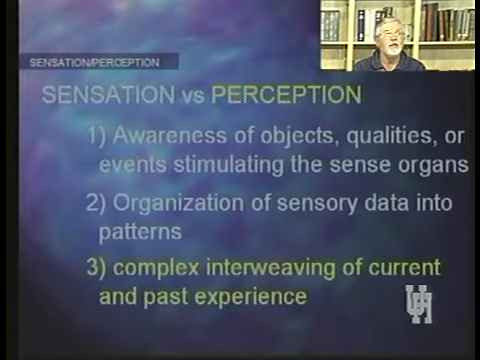 SENSATION/PERCEPTION
SENSATION vs PERCEPTION
1) Awareness of objects, qualities, or
events stimulating the sense organs
2) Organization of sensory data into
patterns
3) complex interweaving of current
and past experience
UH